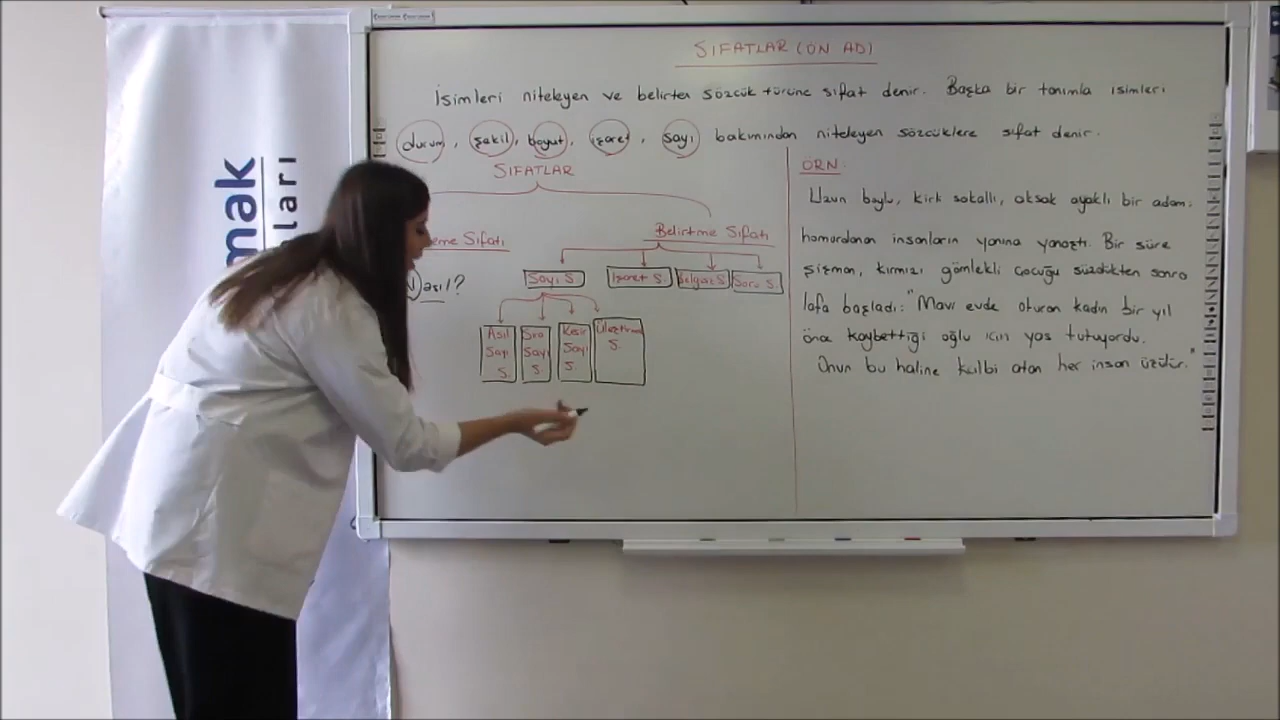 SIFATLAR (ÖN AD)
İsimleri niteleyen ve belirten sözcük türüne sıfat denir. Başka bir tanımla isimleri
durum, şekil, boyut, işaret, sayı bakımından niteleyen sözcüklere sıfat denir.
SIFATLAR
eme Sıfatı
N)asıl?
Belirtme Sıfatı
Sayı S.
İşaret S.
Belgisiz S.
Soru S.
Asıl Sayı S.
Sıra Sayı S.
Kesir Sayı S.
Üleştirme S.
ÖRN:
Uzun boylu, kırk sakallı, aksak ayaklı bir adam;
homurdanan insanların yanına yanaştı. Bir süre
şişman, kırmızı gömlekli çocuğu süzdükten sonra
lafa başladı: "Mavi evde oturan kadın bir yıl
önce kaybettiği oğlu için yas tutuyordu.
Onun bu haline kalbi atan her insan üzülür."
mak
ları